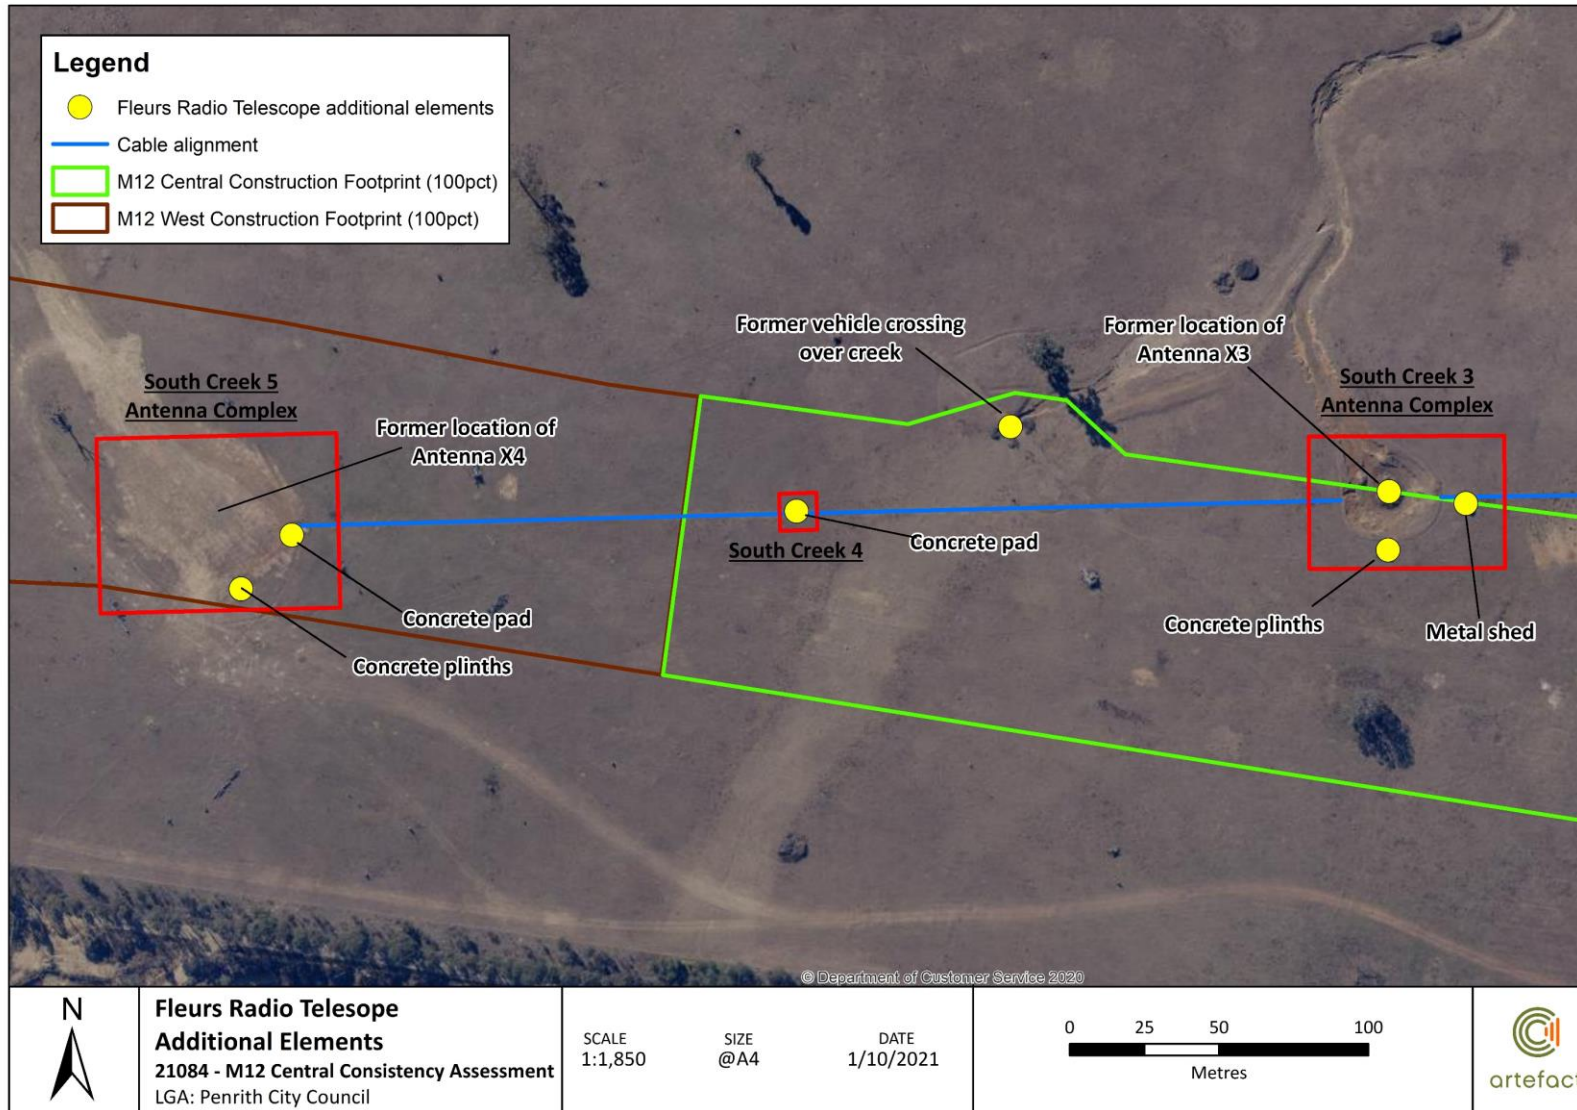 Legend
Fleurs Radio Telescope additional elements
Cable alignment
M12 Central Construction Footprint (100pct)
M12 West Construction Footprint (100pct)
South Creek 5
Antenna Complex
Former location of
Antenna X4
Former vehicle crossing
over creek
Former location of
Antenna X3
South Creek 3
Antenna Complex
South Creek 4
Concrete pad
Concrete pad
Concrete plinths
Concrete plinths
Metal shed
© Department of Customer Service 2020
N
Fleurs Radio Telesope
Additional Elements
21084 - M12 Central Consistency Assessment
LGA: Penrith City Council
SCALE
1:1,850
SIZE
@A4
DATE
1/10/2021
0 25 50 100
Metres
artefact